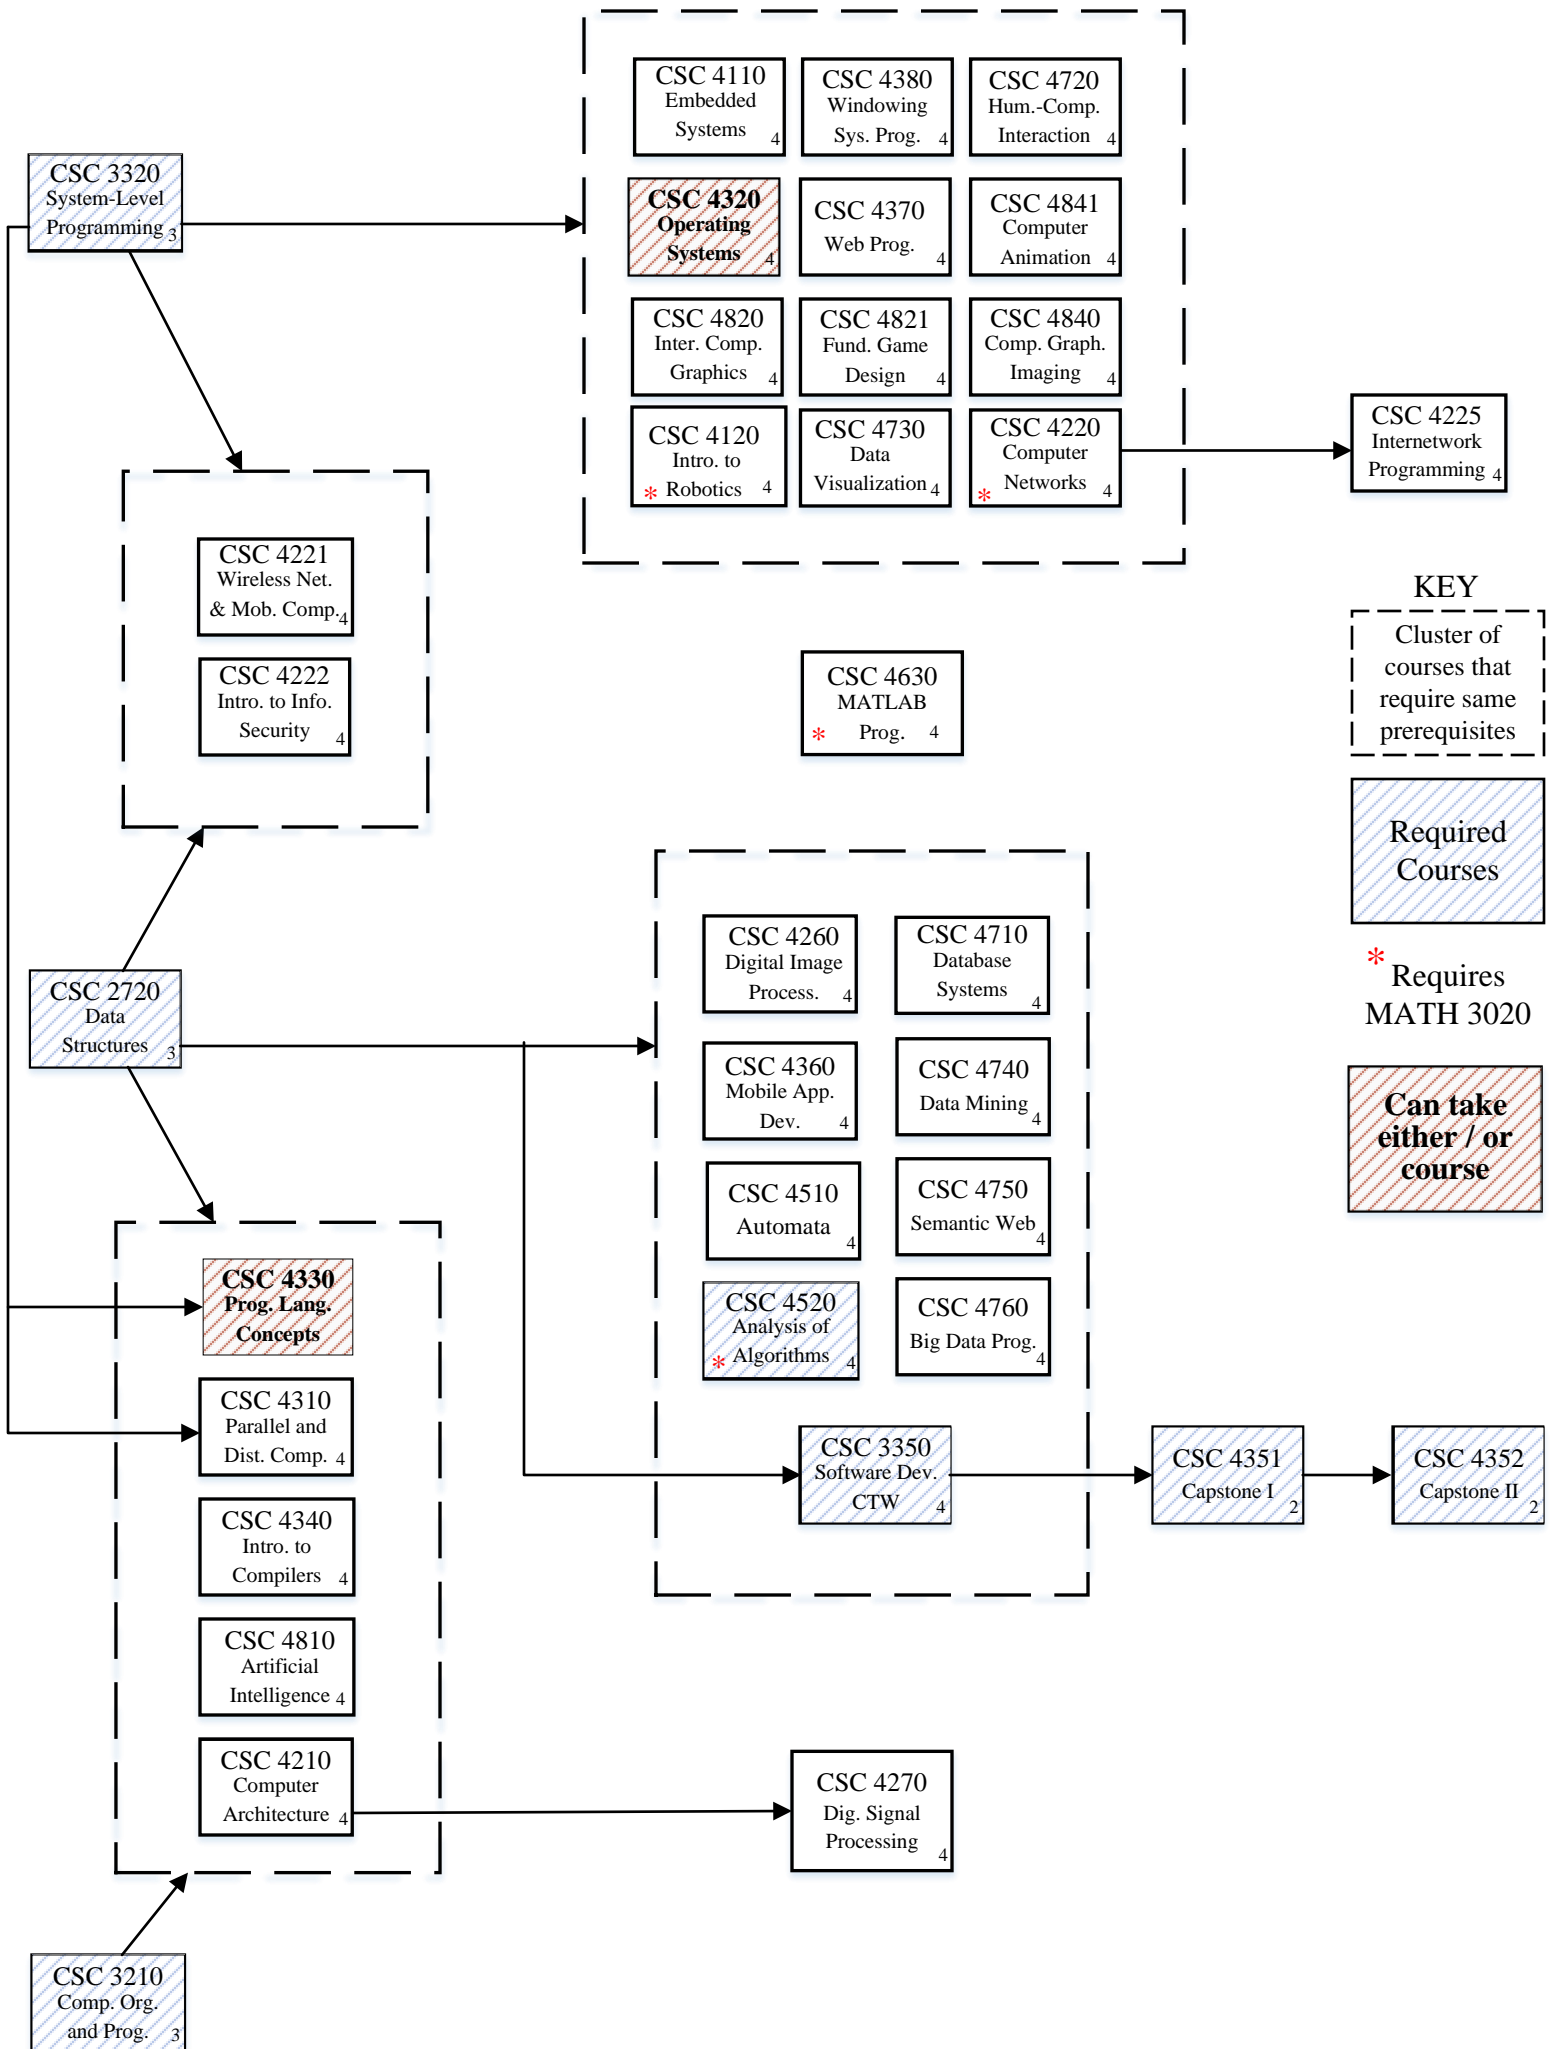 CSC 4110
Embedded
Systems
4
CSC 4380
Windowing
Sys. Prog.
4
CSC 4720
Hum.-Comp.
Interaction
4
CSC 3320
System-Level
Programming
3
CSC 4320
Operating
Systems
4
CSC 4370
Web Prog.
4
CSC 4841
Computer
Animation
4
CSC 4820
Inter. Comp.
Graphics
4
CSC 4821
Fund. Game
Design
4
CSC 4840
Comp. Graph.
Imaging
4
CSC 4120
Intro. to
* Robotics 4
CSC 4730
Data
Visualization
4
CSC 4220
Computer
* Networks 4
CSC 4225
Internetwork
Programming
4
CSC 4221
Wireless Net.
& Mob. Comp.
4
CSC 4222
Intro. to Info.
Security
4
CSC 4630
MATLAB
* Prog. 4
KEY
Cluster of
courses that
require same
prerequisites
Required
Courses
* Requires
MATH 3020
Can take
either / or
course
CSC 2720
Data
Structures
3
CSC 4260
Digital Image
Process.
4
CSC 4710
Database
Systems
4
CSC 4360
Mobile App.
Dev.
4
CSC 4740
Data Mining
4
CSC 4510
Automata
4
CSC 4750
Semantic Web
4
CSC 4520
Analysis of
* Algorithms 4
CSC 4760
Big Data Prog.
4
CSC 3350
Software Dev.
CTW
4
CSC 4351
Capstone I
2
CSC 4352
Capstone II
2
CSC 4330
Prog. Lang.
Concepts
CSC 4310
Parallel and
Dist. Comp.
4
CSC 4340
Intro. to
Compilers
4
CSC 4810
Artificial
Intelligence
4
CSC 4210
Computer
Architecture
4
CSC 4270
Dig. Signal
Processing
4
CSC 3210
Comp. Org.
and Prog.
3